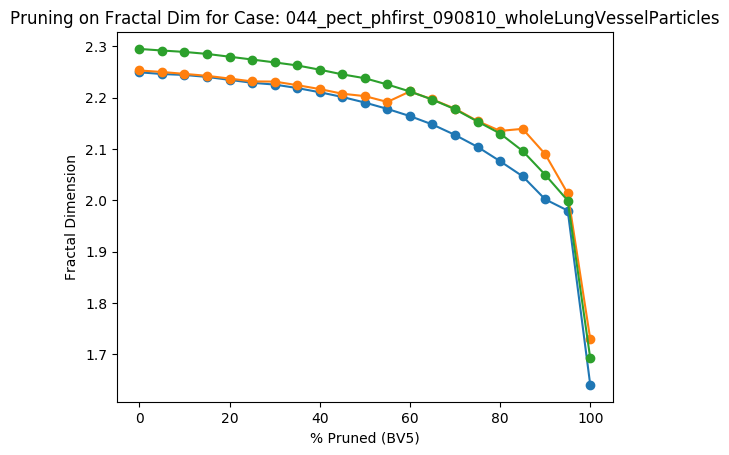 Pruning on Fractal Dim for Case: 044_pect_phfirst_090810_wholeLungVesselParticles
2.3
2.2
2.1
2.0
1.9
1.8
1.7
Fractal Dimension
0 20 40 60 80 100
% Pruned (BV5)